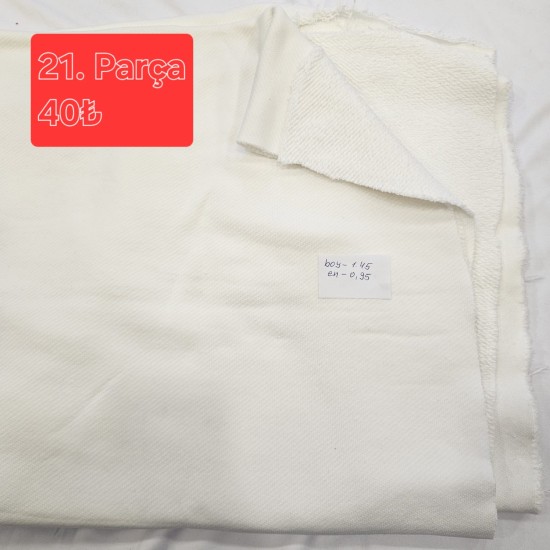 21. Parça
40₺
boy - 1.45
en - 0,95